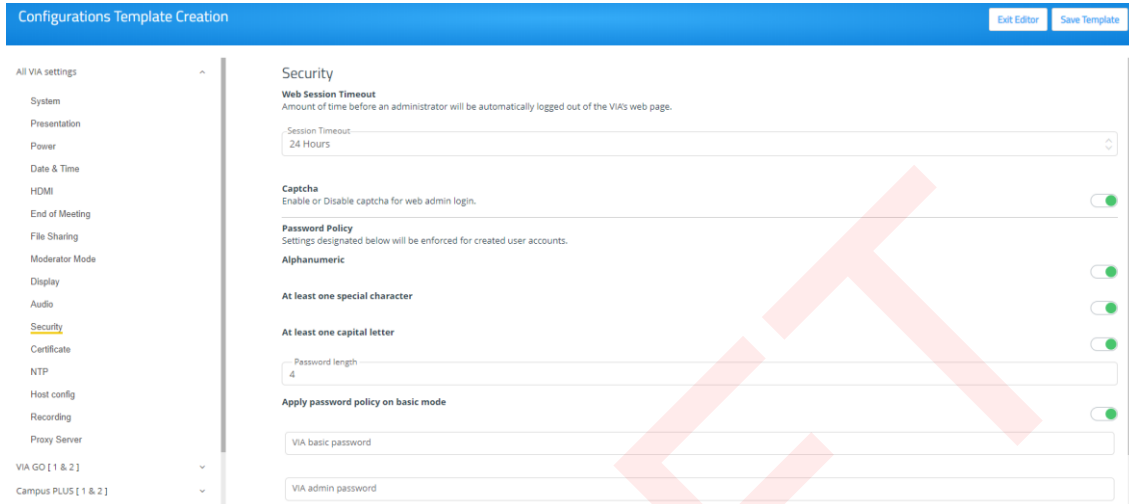 Configurations Template Creation
Exit Editor
Save Template
All VIA settings
System
Presentation
Power
Date & Time
HDMI
End of Meeting
File Sharing
Moderator Mode
Display
Audio
Security
Certificate
NTP
Host config
Recording
Proxy Server
VIA GO [ 1 & 2 ]
Campus PLUS [ 1 & 2 ]
Security
Web Session Timeout
Amount of time before an administrator will be automatically logged out of the VIA's web page.
Session Timeout
24 Hours
Captcha
Enable or Disable captcha for web admin login.
Password Policy
Settings designated below will be enforced for created user accounts.
Alphanumeric
At least one special character
At least one capital letter
Password length
4
Apply password policy on basic mode
VIA basic password
VIA admin password